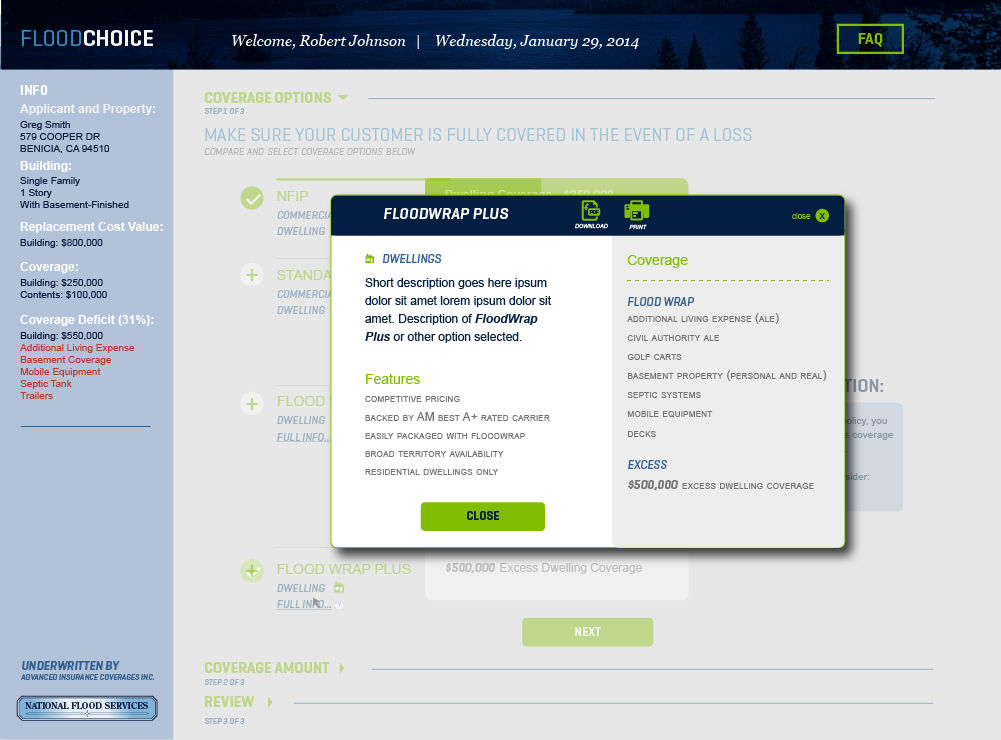 FLOODCHOICE
Welcome, Robert Johnson | Wednesday, January 29, 2014
FAQ
INFO
Applicant and Property:
Greg Smith
579 COOPER DR
BENICIA, CA 94510
Building:
Single Family
1 Story
With Basement-Finished
Replacement Cost Value:
Building: $800,000
Coverage:
Building: $250,000
Contents: $100,000
Coverage Deficit (31%):
Building: $550,000
Additional Living Expense
Basement Coverage
Mobile Equipment
Septic Tank
Trailers
UNDERWRITTEN BY
ADVANCED INSURANCE COVERAGES INC.
NATIONAL FLOOD SERVICES
COVERAGE OPTIONS
STEP 1 OF 3
MAKE SURE YOUR CUSTOMER IS FULLY COVERED IN THE EVENT OF A LOSS
COMPARE AND SELECT COVERAGE OPTIONS BELOW
NFIP
COMMERCIA
DWELLING
Dwelling Coverage $250,000
STANDA
COMMERCIA
DWELLING
FLOOD W
DWELLING
FULL INFO...
FLOODWRAP PLUS
DOWNLOAD
PRINT
close X
DWELLINGS
Short description goes here ipsum
dolor sit amet lorem ipsum dolor sit
amet. Description of FloodWrap
Plus or other option selected.
Features
COMPETITIVE PRICING
BACKED BY AM BEST A+ RATED CARRIER
EASILY PACKAGED WITH FLOODWRAP
BROAD TERRITORY AVAILABILITY
RESIDENTIAL DWELLINGS ONLY
CLOSE
Coverage
FLOOD WRAP
ADDITIONAL LIVING EXPENSE (ALE)
CIVIL AUTHORITY ALE
GOLF CARTS
BASEMENT PROPERTY (PERSONAL AND REAL)
SEPTIC SYSTEMS
MOBILE EQUIPMENT
DECKS
EXCESS
$500,000 EXCESS DWELLING COVERAGE
TION:
olicy, you
s coverage
sider:
FLOOD WRAP PLUS
DWELLING
FULL INFO...
$500,000 Excess Dwelling Coverage
NEXT
COVERAGE AMOUNT
STEP 2 OF 3
REVIEW
STEP 3 OF 3